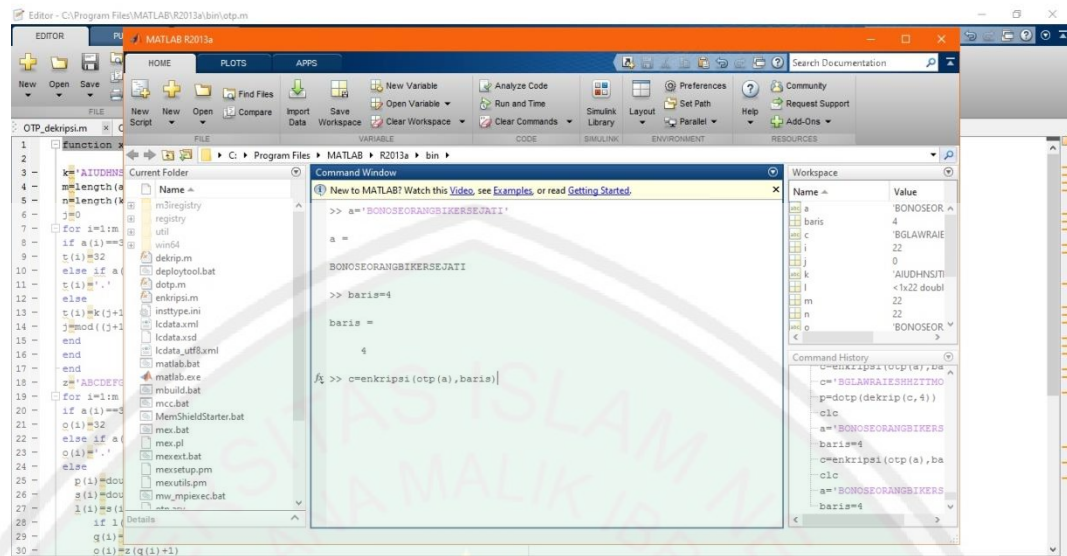 Editor - C:\Program Files\MATLAB\R2013a\bin\otp.m
EDITOR
New Open Save
FILE
OTP_dekripsi.m ×
1 function
2
3 k='AIUDHNS
4 m=length(a
5 n=length(k
6 j=0
7 for i=1:m
8 if a(i)==3
9 t(i)=32
10 else if a(
11 t(i)='.'
12 else
13 t(i)=k(j+1
14 j=mod((j+1
15 end
16 end
17 end
18 z='ABCDEFG
19 for i=1:m
20 if a(i)==3
21 o(i)=32
22 else if a(
23 o(i)='.'
24 else
25 p(i)=dou
26 s(i)=dou
27 l(i)=s(i
28 if l(
29 q(i)=
30 o(i)=z(q(i)+1)
MATLAB R2013a
HOME PLOTS APPS
Search Documentation
New Script
New
Open
Find Files
Compare
FILE
Import Data
Save Workspace
New Variable
Open Variable
Clear Workspace
VARIABLE
Analyze Code
Run and Time
Clear Commands
CODE
Simulink Library
SIMULINK
Layout
Preferences
Set Path
Parallel
ENVIRONMENT
Help
Community
Request Support
Add-Ons
RESOURCES
C: Program Files MATLAB R2013a bin
Current Folder
Name
m3iregistry
registry
util
win64
dekrip.m
deploytool.bat
dotp.m
enkripsi.m
insttype.ini
lcdata.xml
lcdata.xsd
lcdata_utf8.xml
matlab.bat
matlab.exe
mbuild.bat
mcc.bat
MemShieldStarter.bat
mex.bat
mex.pl
mexext.bat
mexsetup.pm
mexutils.pm
mw_mpiexec.bat
Details
Command Window
New to MATLAB? Watch this Video, see Examples, or read Getting Started.
>> a='BONOSEORANGBIKERSEJATI'
a =
BONOSEORANGBIKERSEJATI
>> baris=4
baris =
4
fx >> c=enkripsi(otp(a),baris)
Workspace
Name Value
a 'BONOSEOR
baris 4
c 'BGLAWRAIE
i 22
j 0
k 'AIUDHNSJTI
l <1x22 doubl
m 22
n 22
o 'BONOSEOR
Command History
c=enkripsi(otp(a),ba
c='BGLAWRAIESHHZTTMO
p=dotp(dekrip(c,4))
clc
a='BONOSEORANGBIKERS
baris=4
c=enkripsi(otp(a),ba
clc
a='BONOSEORANGBIKERS
baris=4